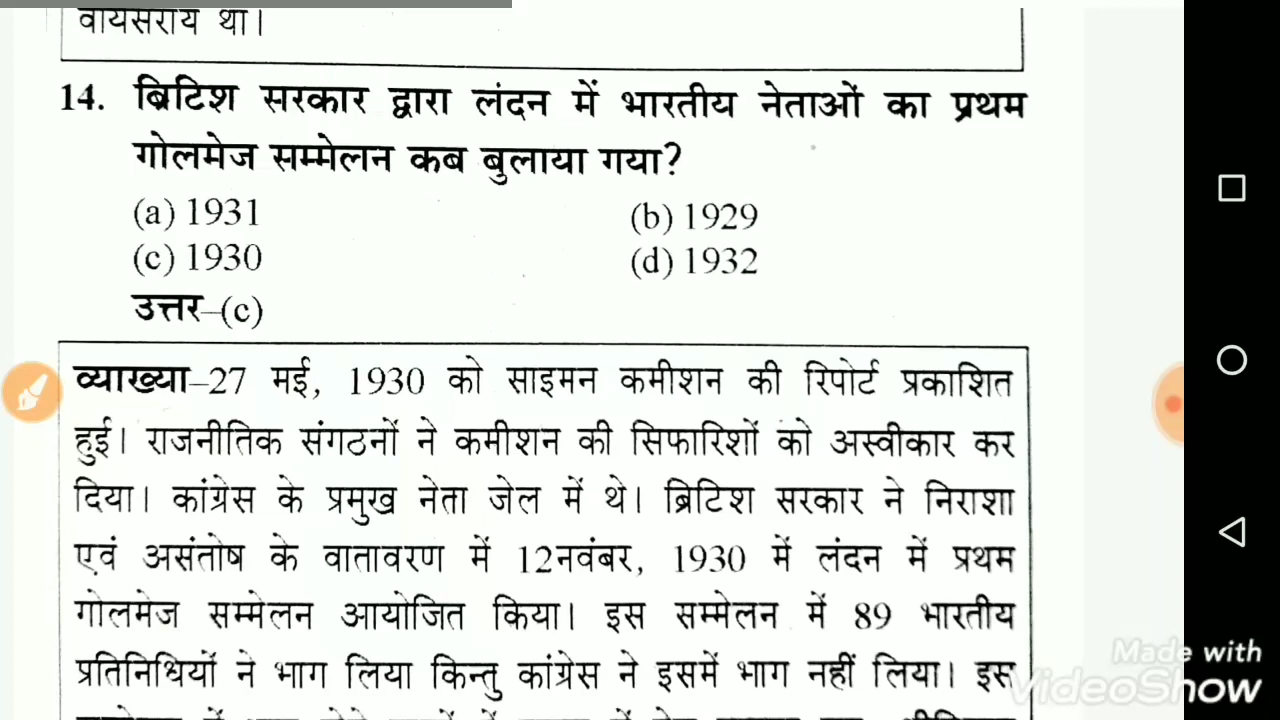 वायसराय था।
14. ब्रिटिश सरकार द्वारा लंदन में भारतीय नेताओं का प्रथम
गोलमेज सम्मेलन कब बुलाया गया?
(a) 1931 (b) 1929
(c) 1930 (d) 1932
उत्तर–(c)
व्याख्या–27 मई, 1930 को साइमन कमीशन की रिपोर्ट प्रकाशित
हुई। राजनीतिक संगठनों ने कमीशन की सिफारिशों को अस्वीकार कर
दिया। कांग्रेस के प्रमुख नेता जेल में थे। ब्रिटिश सरकार ने निराशा
एवं असंतोष के वातावरण में 12नवंबर, 1930 में लंदन में प्रथम
गोलमेज सम्मेलन आयोजित किया। इस सम्मेलन में 89 भारतीय
प्रतिनिधियों ने भाग लिया किन्तु कांग्रेस ने इसमें भाग नहीं लिया। इस
Made with
VideoShow